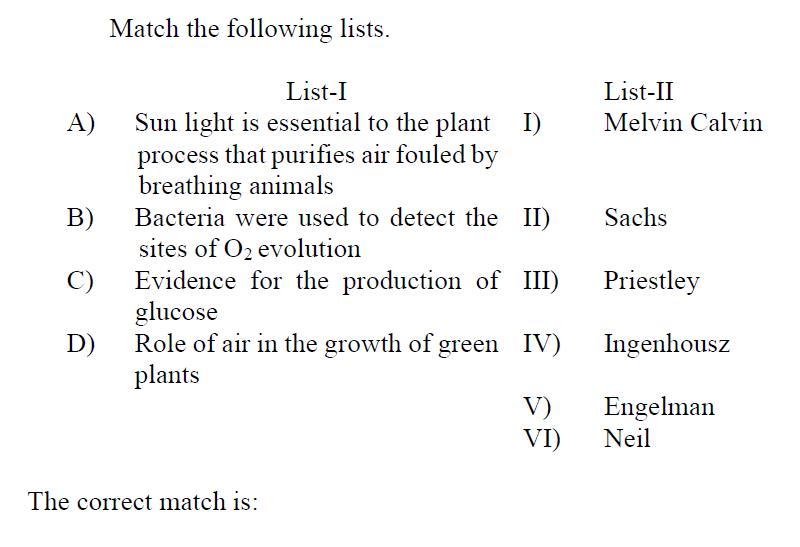 Match the following lists.
List-I List-II
A) Sun light is essential to the plant I) Melvin Calvin
process that purifies air fouled by
breathing animals
B) Bacteria were used to detect the II) Sachs
sites of O₂ evolution
C) Evidence for the production of III) Priestley
glucose
D) Role of air in the growth of green IV) Ingenhousz
plants
V) Engelman
VI) Neil
The correct match is: